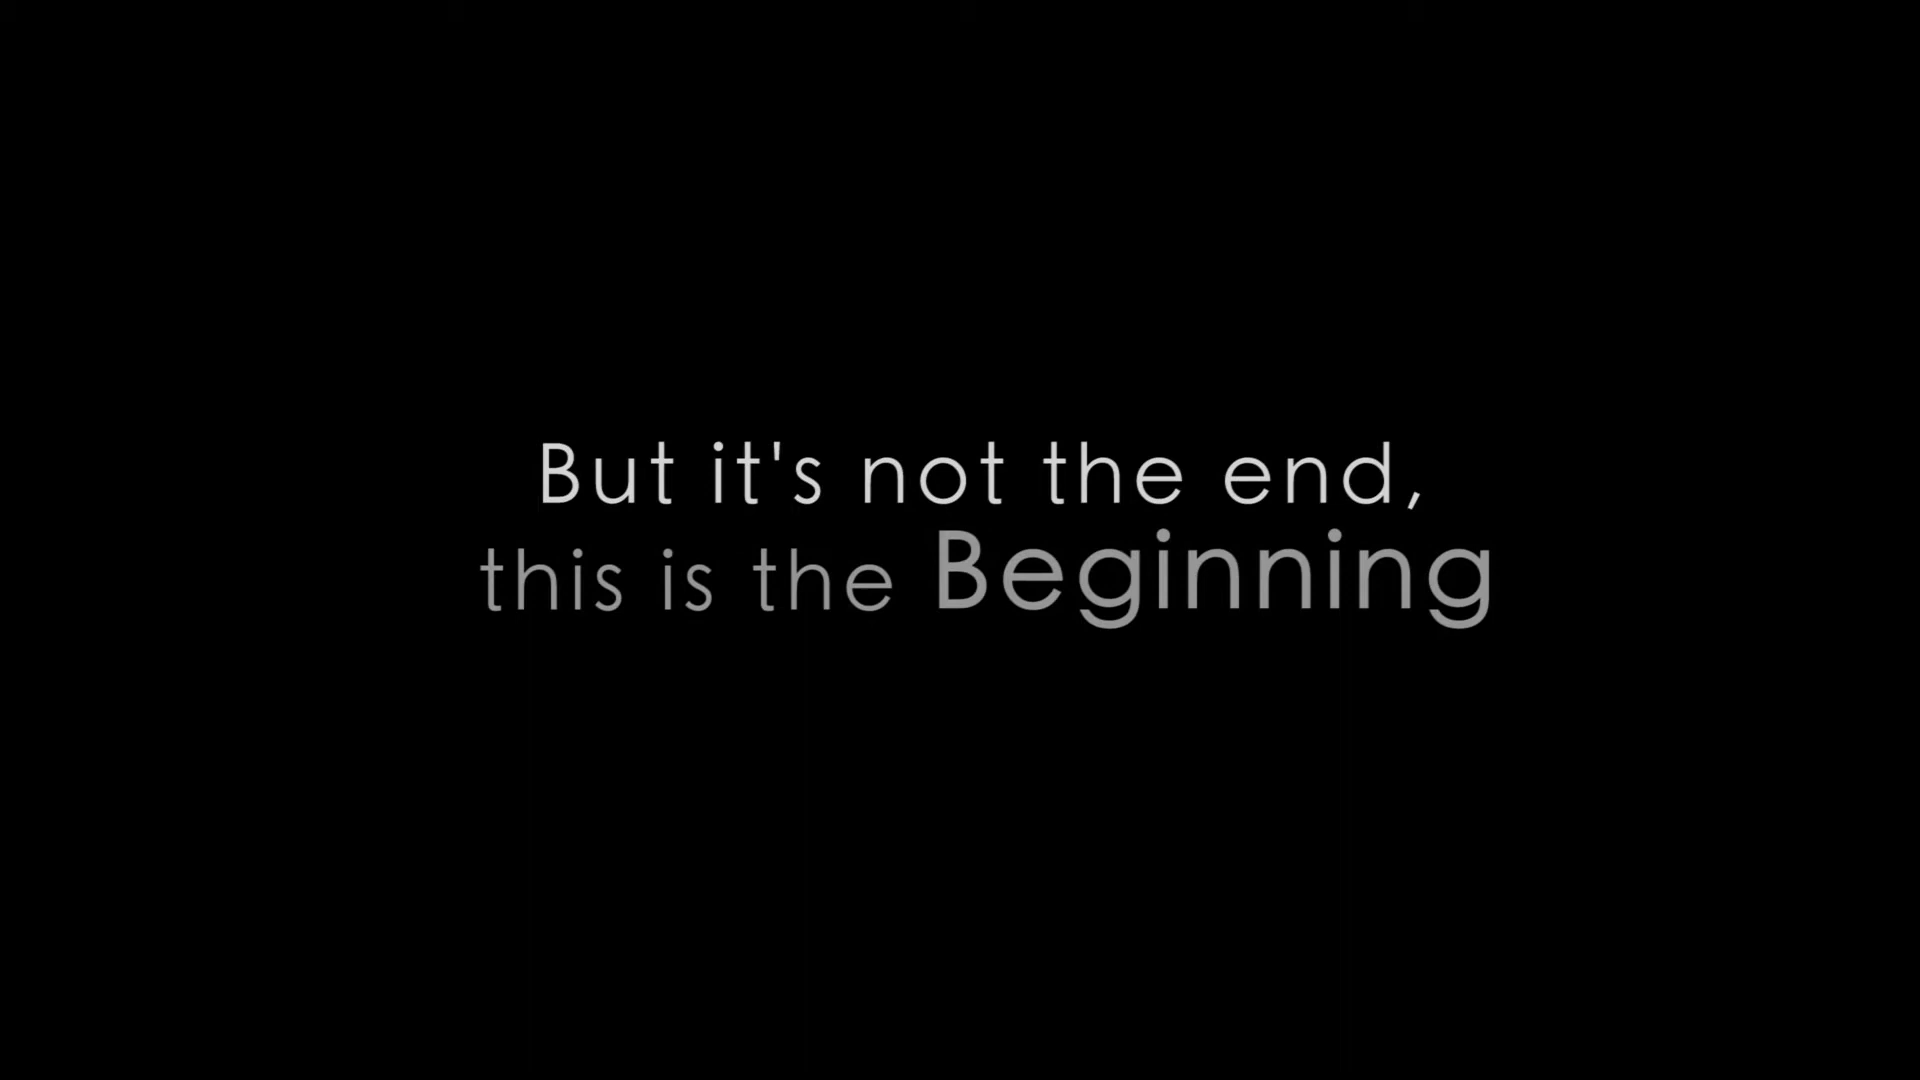 But it's not the end,
this is the Beginning